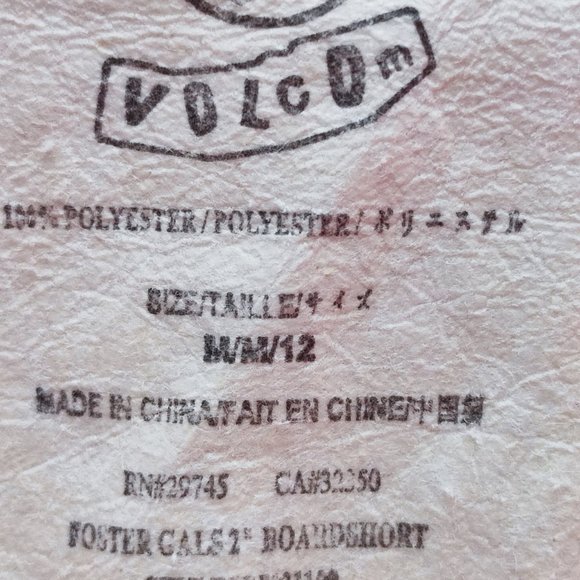 VOLCOM
100% POLYESTER/POLYESTER/ポリエステル
SIZE/TAILLE/サイズ
M/M/12
MADE IN CHINA/FAIT EN CHINE/中国製
RN#29745 CA#32350
FOSTER GALS 2" BOARDSHORT